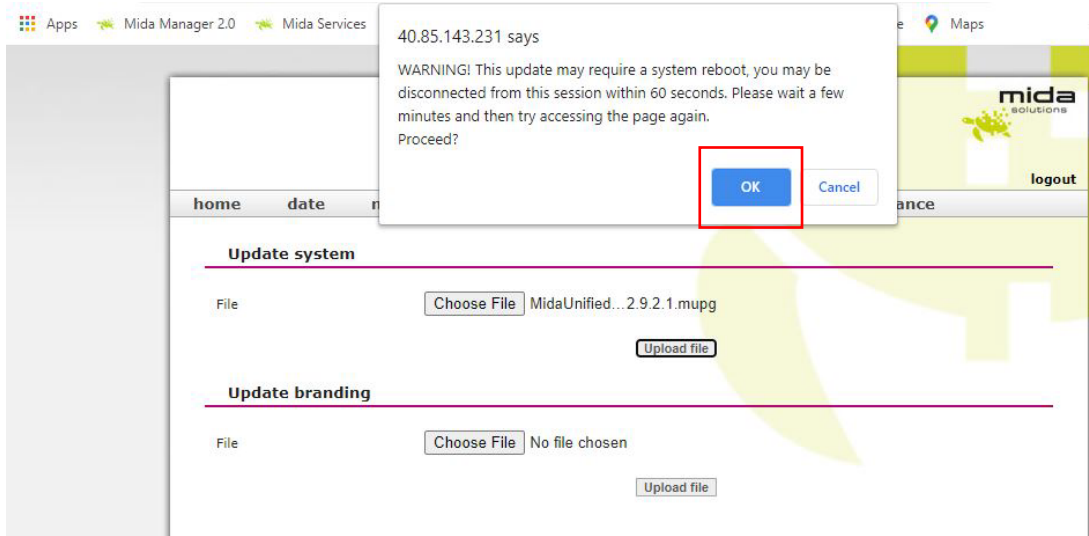 Apps Mida Manager 2.0 Mida Services Maps
40.85.143.231 says
WARNING! This update may require a system reboot, you may be
disconnected from this session within 60 seconds. Please wait a few
minutes and then try accessing the page again.
Proceed?
OK Cancel
mida
solutions
logout
home date
Update system
File Choose File MidaUnified...2.9.2.1.mupg
Upload file
Update branding
File Choose File No file chosen
Upload file